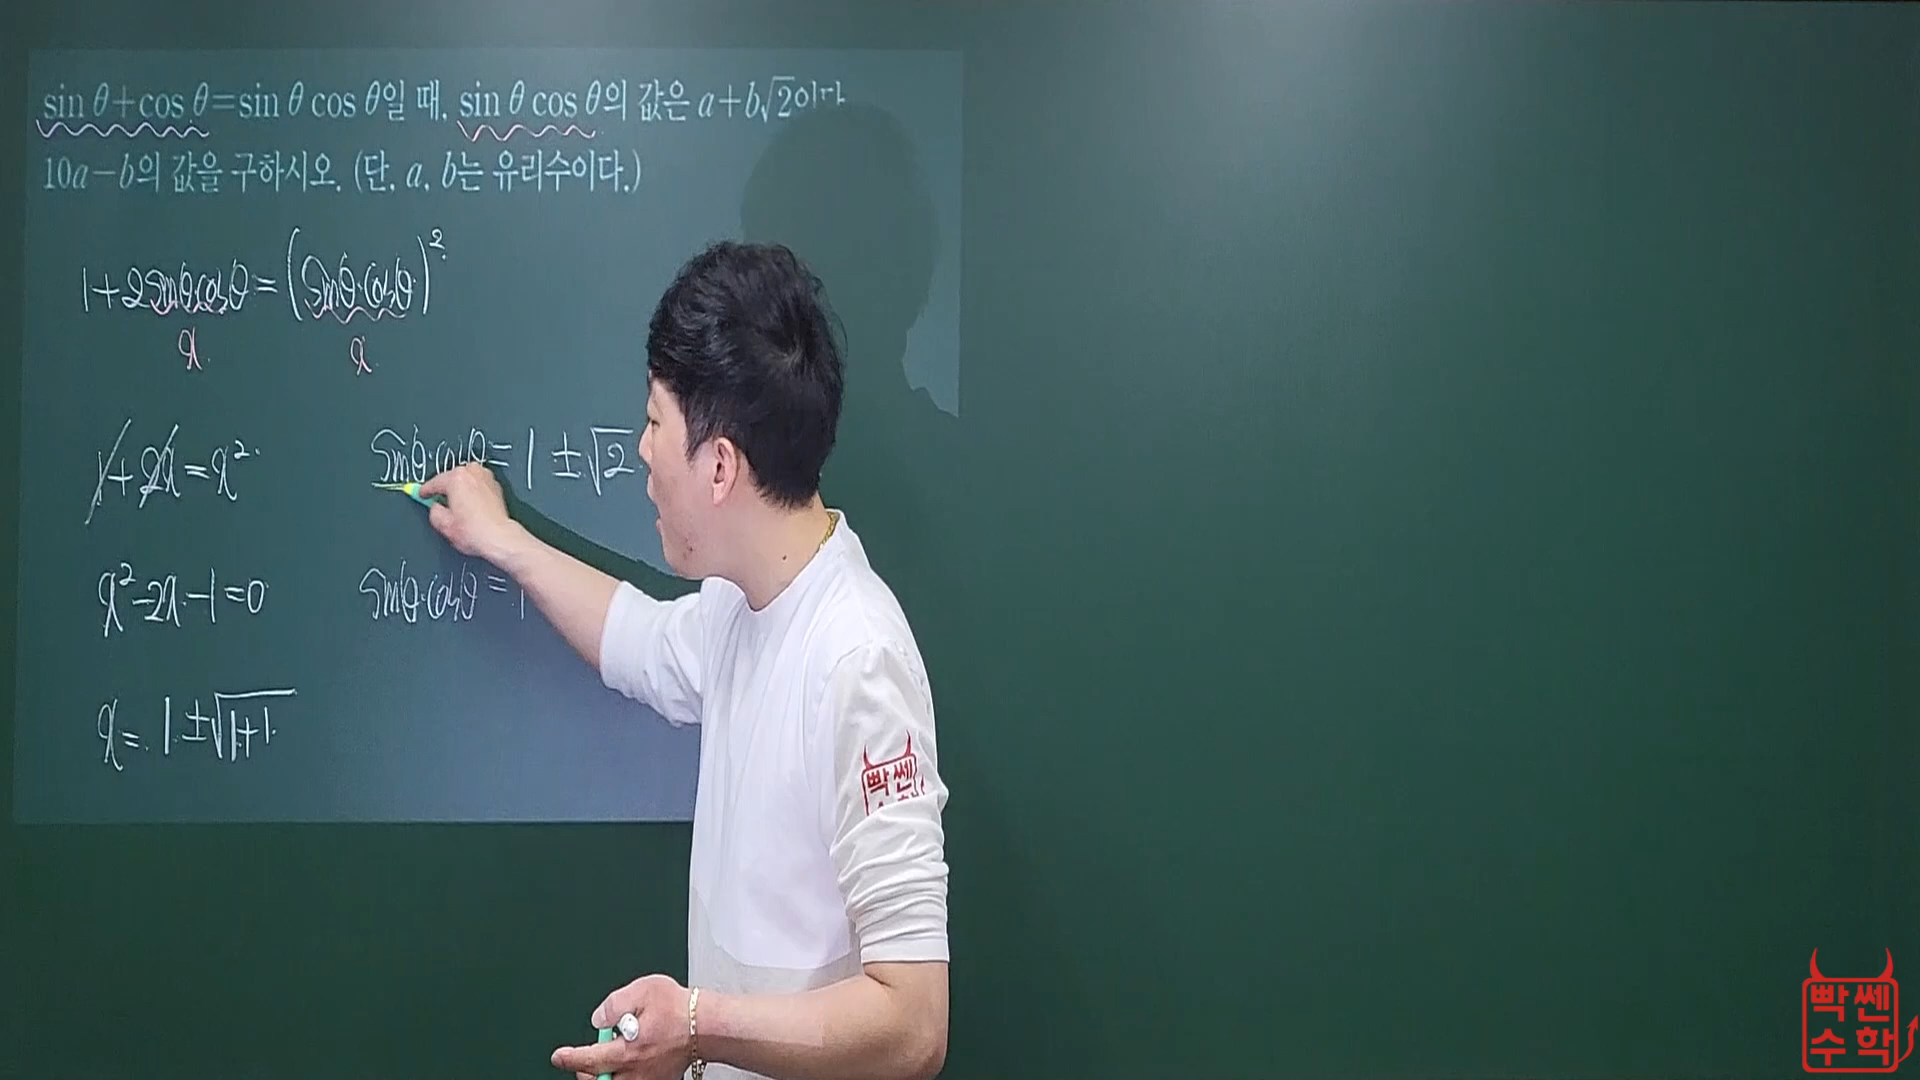 sin θ+cos θ=sin θ cos θ일 때, sin θ cos θ의 값은 a+b√2이다
10a-b의 값을 구하시오. (단, a, b는 유리수이다.)
1+2sinθcosθ=(sinθ·cosθ)²
x x
1+2x=x²
sinθ·cosθ=1±√2
x²-2x-1=0
sinθ·cosθ=1
x=1±√1+1
빡쎈
빡쎈
수학